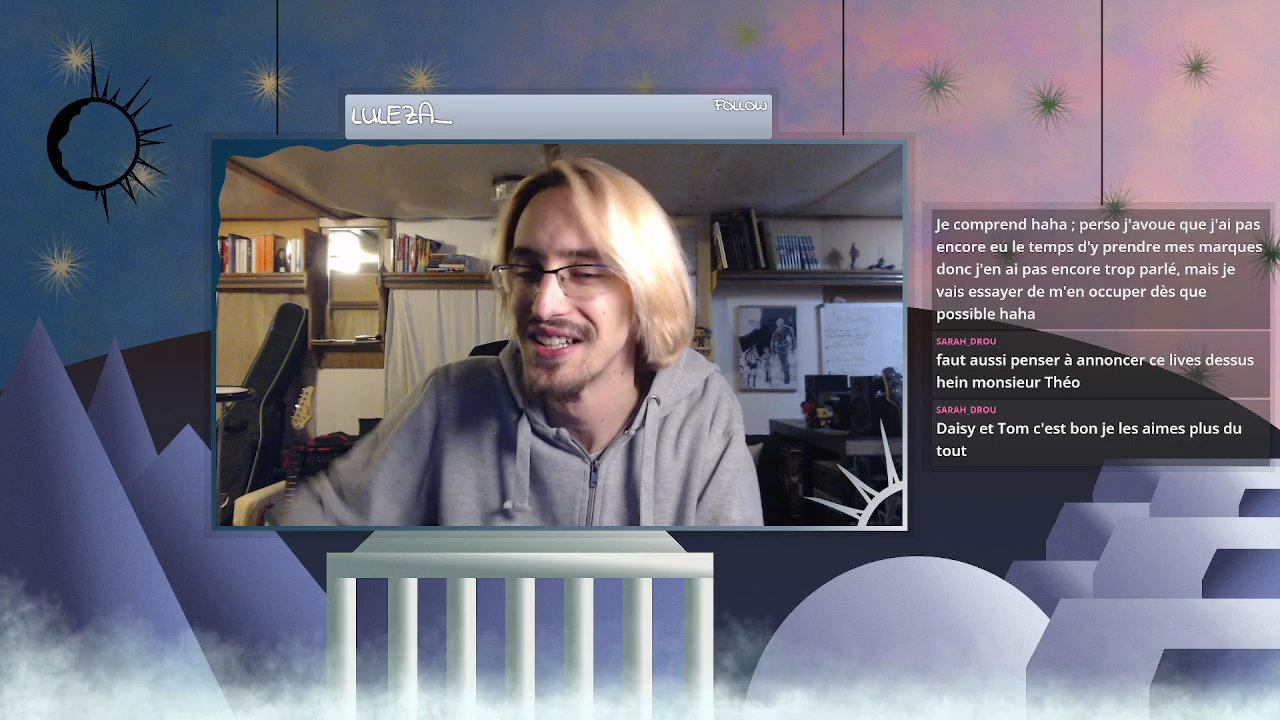 LULEZA_
FOLLOW
Je comprend haha ; perso j'avoue que j'ai pas
encore eu le temps d'y prendre mes marques
donc j'en ai pas encore trop parlé, mais je
vais essayer de m'en occuper dès que
possible haha
SARAH_DROU
faut aussi penser à annoncer ce lives dessus
hein monsieur Théo
SARAH_DROU
Daisy et Tom c'est bon je les aimes plus du
tout